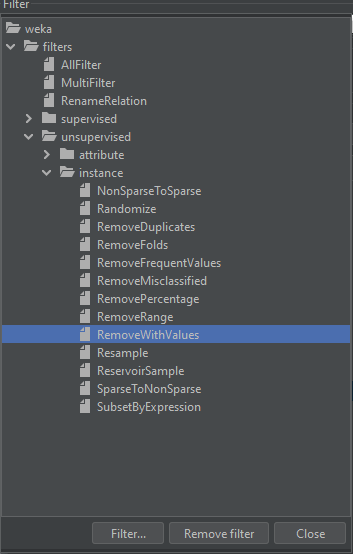 Filter
weka
filters
AllFilter
MultiFilter
RenameRelation
supervised
unsupervised
attribute
instance
NonSparseToSparse
Randomize
RemoveDuplicates
RemoveFolds
RemoveFrequentValues
RemoveMisclassified
RemovePercentage
RemoveRange
RemoveWithValues
Resample
ReservoirSample
SparseToNonSparse
SubsetByExpression
Filter... Remove filter Close